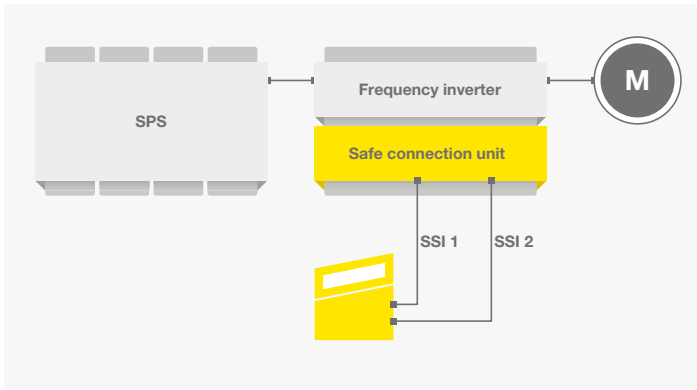 Frequency inverter
M
SPS
Safe connection unit
SSI 1
SSI 2